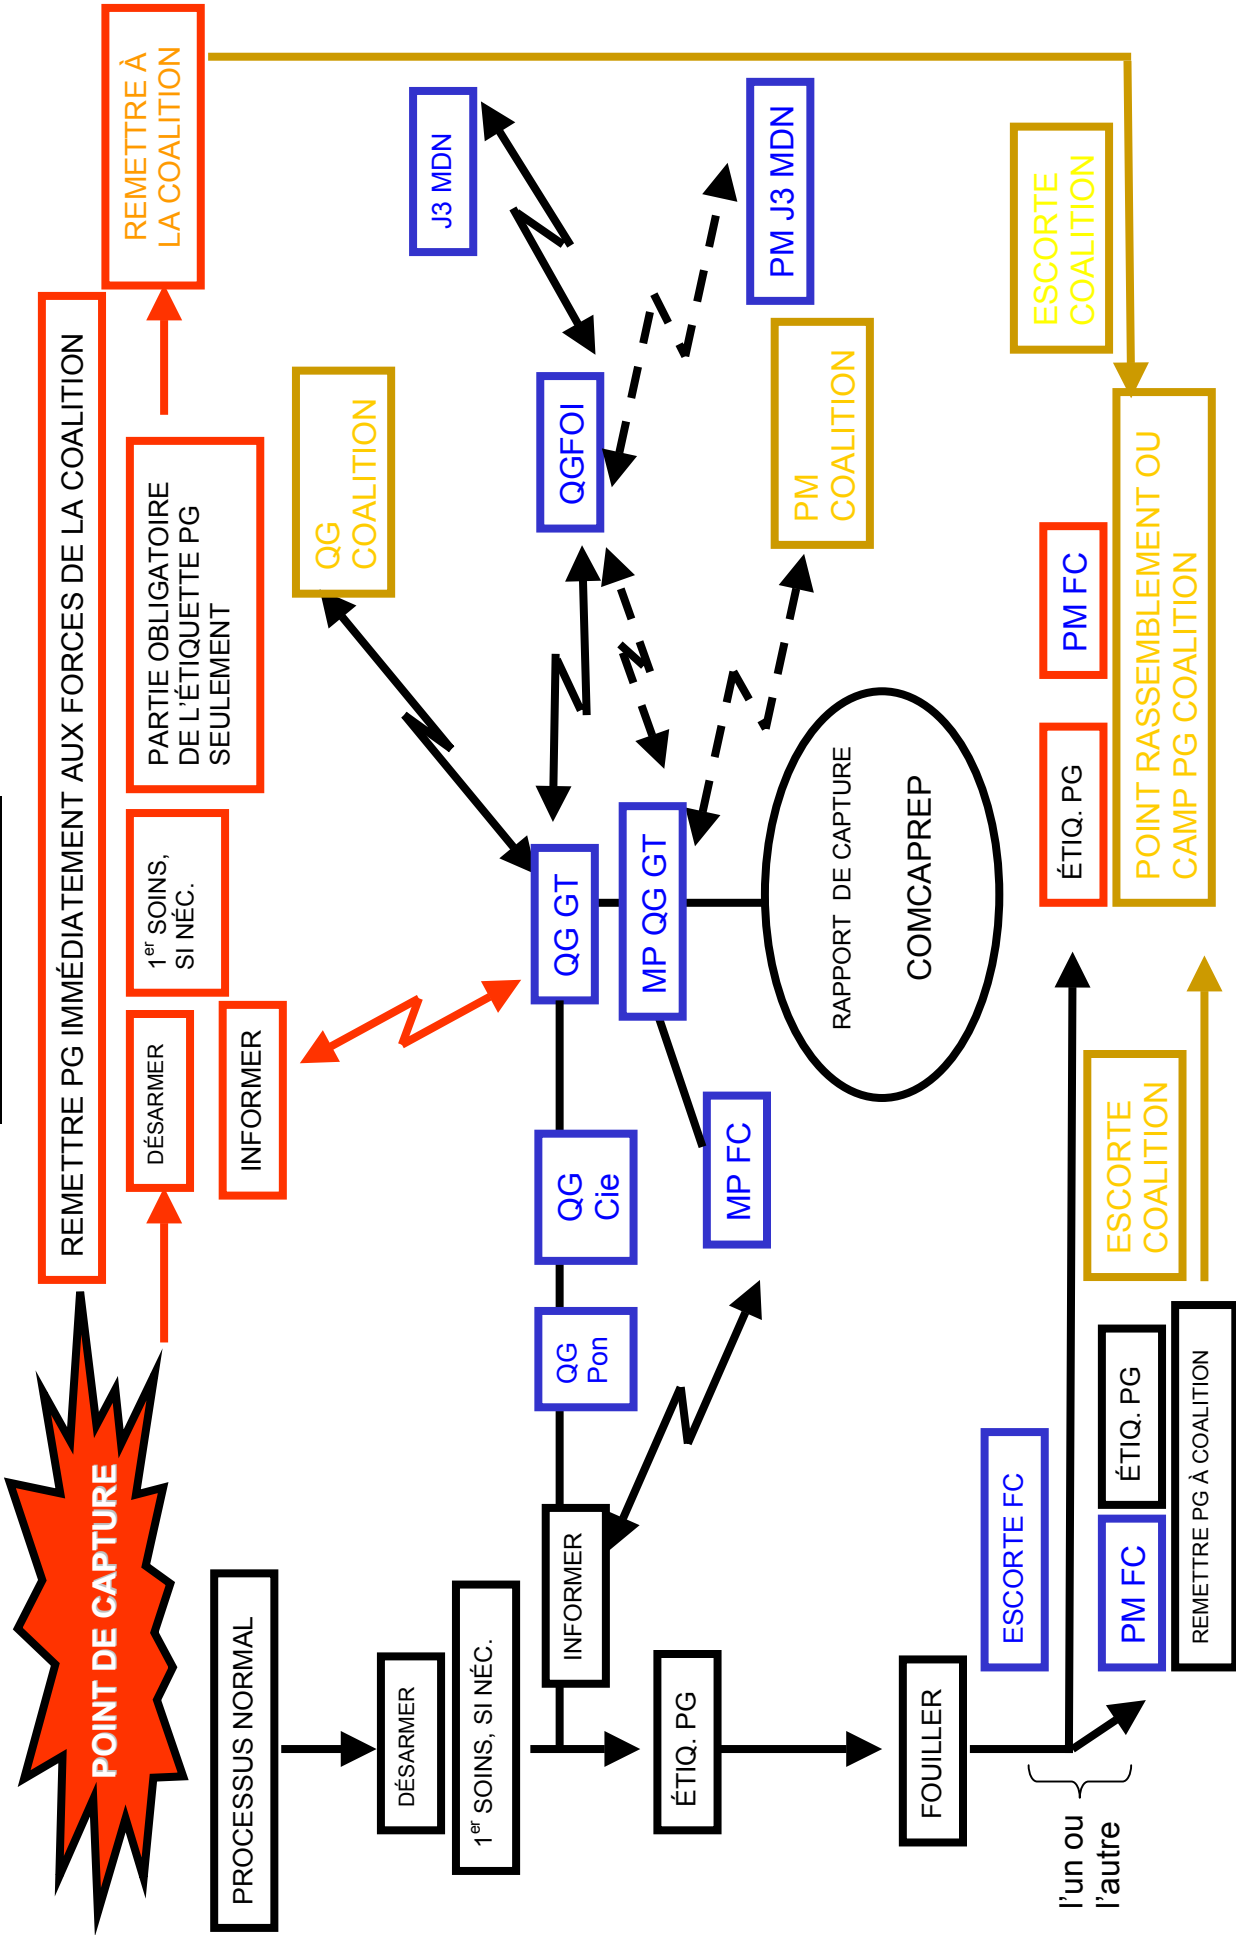 REMETTRE PG IMMÉDIATEMENT AUX FORCES DE LA COALITION
POINT DE CAPTURE
DÉSARMER
1er SOINS,
SI NÉC.
PARTIE OBLIGATOIRE
DE L'ÉTIQUETTE PG
SEULEMENT
REMETTRE À
LA COALITION
INFORMER
PROCESSUS NORMAL
QG
COALITION
J3 MDN
DÉSARMER
1er SOINS, SI NÉC.
INFORMER
QG
Pon
QG
Cie
QG GT
QGFOI
MP QG GT
MP FC
PM J3 MDN
PM
COALITION
ÉTIQ. PG
RAPPORT DE CAPTURE
COMCAPREP
FOUILLER
ESCORTE FC
ESCORTE
COALITION
ÉTIQ. PG
PM FC
POINT RASSEMBLEMENT OU
CAMP PG COALITION
l'un ou
l'autre
PM FC
ÉTIQ. PG
ESCORTE
COALITION
REMETTRE PG À COALITION